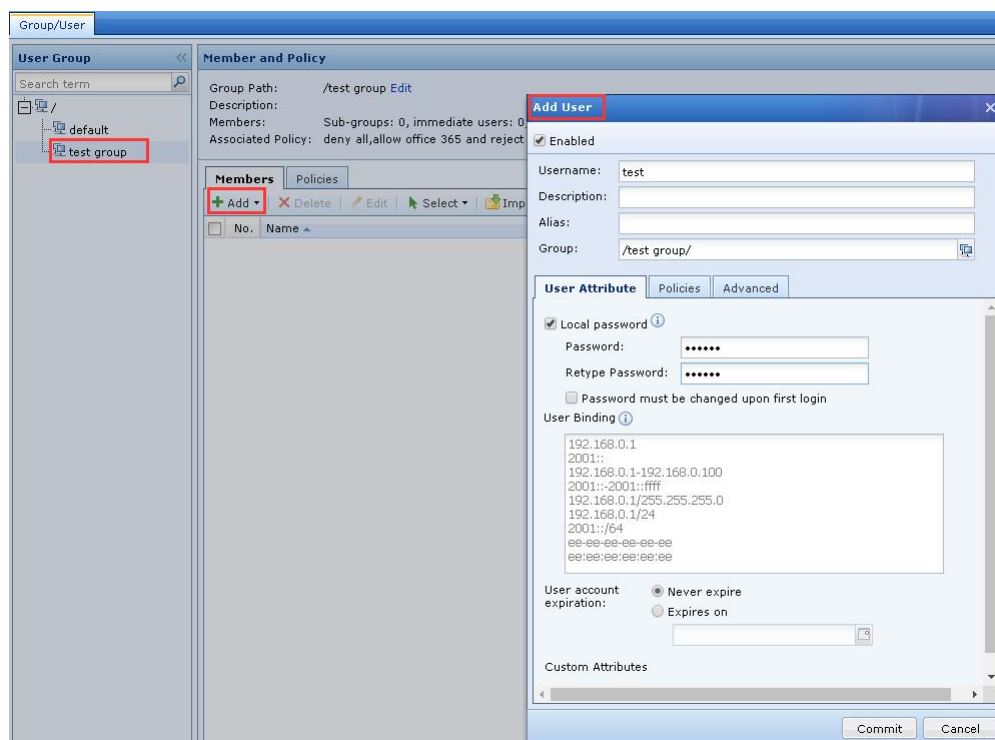 Group/User
User Group
Search term
/
default
test group
Member and Policy
Group Path: /test group Edit
Description:
Members: Sub-groups: 0, immediate users: 0,
Associated Policy: deny all,allow office 365 and reject
Members Policies
Add Delete Edit Select Imp
No. Name
Add User
Enabled
Username: test
Description:
Alias:
Group: /test group/
User Attribute Policies Advanced
Local password
Password: ••••••
Retype Password: ••••••
Password must be changed upon first login
User Binding
192.168.0.1
2001::
192.168.0.1-192.168.0.100
2001::-2001::ffff
192.168.0.1/255.255.255.0
192.168.0.1/24
2001::/64
ee-ee-ee-ee-ee-ee
ee:ee:ee:ee:ee:ee
User account
expiration:
Never expire
Expires on
Custom Attributes
Commit Cancel